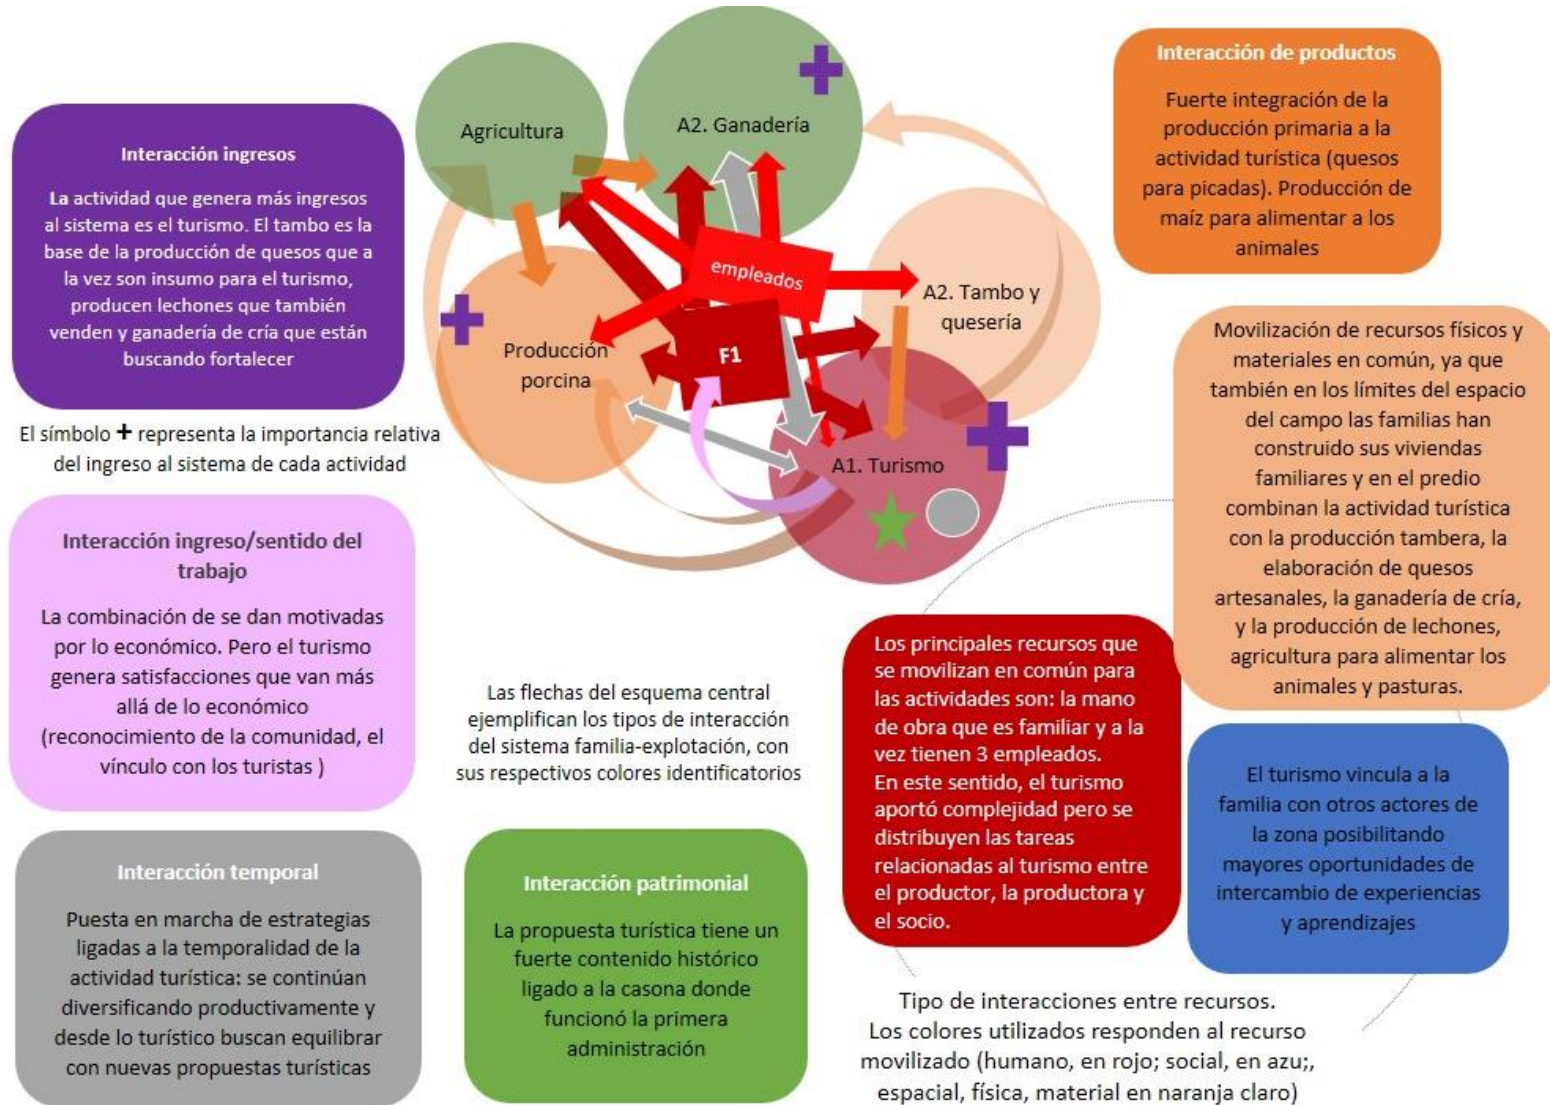 Agricultura
A2. Ganadería
empleados
F1
Producción
porcina
A2. Tambo y
quesería
A1. Turismo
Interacción ingresos
La actividad que genera más ingresos
al sistema es el turismo. El tambo es la
base de la producción de quesos que a
la vez son insumo para el turismo,
producen lechones que también
venden y ganadería de cría que están
buscando fortalecer
El símbolo + representa la importancia relativa
del ingreso al sistema de cada actividad
Interacción ingreso/sentido del
trabajo
La combinación de se dan motivadas
por lo económico. Pero el turismo
genera satisfacciones que van más
allá de lo económico
(reconocimiento de la comunidad, el
vínculo con los turistas )
Interacción temporal
Puesta en marcha de estrategias
ligadas a la temporalidad de la
actividad turística: se continúan
diversificando productivamente y
desde lo turístico buscan equilibrar
con nuevas propuestas turísticas
Las flechas del esquema central
ejemplifican los tipos de interacción
del sistema familia-explotación, con
sus respectivos colores identificatorios
Interacción patrimonial
La propuesta turística tiene un
fuerte contenido histórico
ligado a la casona donde
funcionó la primera
administración
Interacción de productos
Fuerte integración de la
producción primaria a la
actividad turística (quesos
para picadas). Producción de
maíz para alimentar a los
animales
Movilización de recursos físicos y
materiales en común, ya que
también en los límites del espacio
del campo las familias han
construido sus viviendas
familiares y en el predio
combinan la actividad turística
con la producción tambera, la
elaboración de quesos
artesanales, la ganadería de cría,
y la producción de lechones,
agricultura para alimentar los
animales y pasturas.
Los principales recursos que
se movilizan en común para
las actividades son: la mano
de obra que es familiar y a la
vez tienen 3 empleados.
En este sentido, el turismo
aportó complejidad pero se
distribuyen las tareas
relacionadas al turismo entre
el productor, la productora y
el socio.
El turismo vincula a la
familia con otros actores de
la zona posibilitando
mayores oportunidades de
intercambio de experiencias
y aprendizajes
Tipo de interacciones entre recursos.
Los colores utilizados responden al recurso
movilizado (humano, en rojo; social, en azu;,
espacial, física, material en naranja claro)